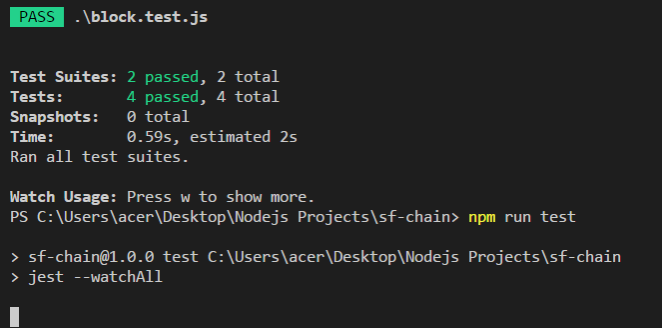 PASS .\block.test.js
Test Suites: 2 passed, 2 total
Tests: 4 passed, 4 total
Snapshots: 0 total
Time: 0.59s, estimated 2s
Ran all test suites.
Watch Usage: Press w to show more.
PS C:\Users\acer\Desktop\Nodejs Projects\sf-chain> npm run test
> sf-chain@1.0.0 test C:\Users\acer\Desktop\Nodejs Projects\sf-chain
> jest --watchAll